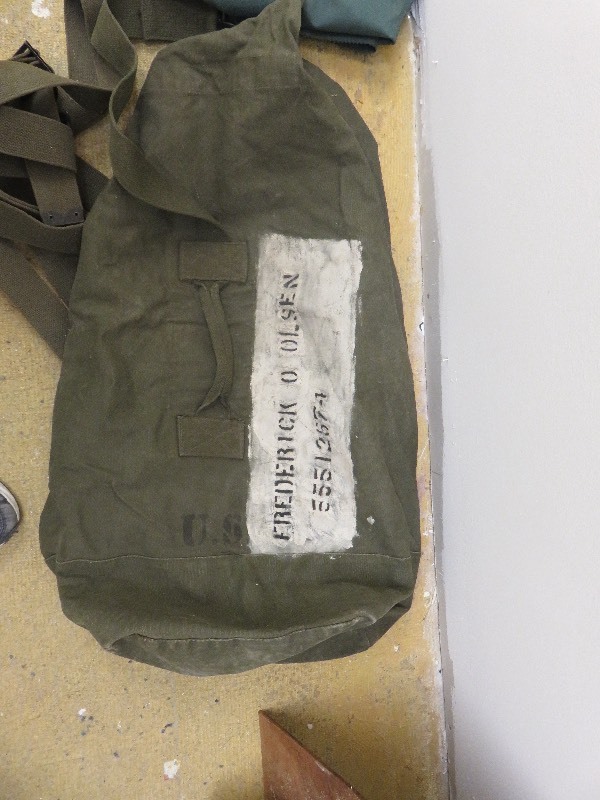 FREDERICK O OLSEN
55512674
U.S